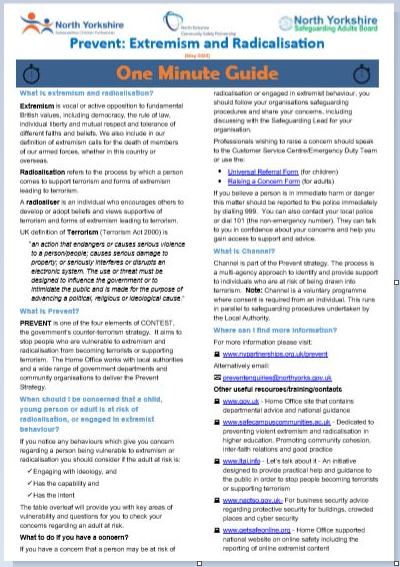 North Yorkshire
Safeguarding Children Partnership
North Yorkshire
Community Safety Partnership
North Yorkshire
Safeguarding Adults Board
Prevent: Extremism and Radicalisation
One Minute Guide
What is extremism and radicalisation?
Extremism is vocal or active opposition to fundamental
British values, including democracy, the rule of law,
individual liberty and mutual respect and tolerance of
different faiths and beliefs. We also include in our
definition of extremism calls for the death of members
of our armed forces, whether in this country or
overseas.
Radicalisation refers to the process by which a person
comes to support terrorism and forms of extremism
leading to terrorism.
A radicaliser is an individual who encourages others to
develop or adopt beliefs and views supportive of
terrorism and forms of extremism leading to terrorism.
UK definition of Terrorism (Terrorism Act 2000) is
"an action that endangers or causes serious violence
to a person/people; causes serious damage to
property; or seriously interferes or disrupts an
electronic system. The use or threat must be
designed to influence the government or to
intimidate the public and is made for the purpose of
advancing a political, religious or ideological cause."
What is Prevent?
PREVENT is one of the four elements of CONTEST,
the government's counter-terrorism strategy. It aims to
stop people who are vulnerable to extremism and
radicalisation from becoming terrorists or supporting
terrorism. The Home Office works with local authorities
and a wide range of government departments and
community organisations to deliver the Prevent
Strategy.
When should I be concerned that a child,
young person or adult is at risk of
radicalisation, or engaged in extremist
behaviour?
If you notice any behaviours which give you concern
regarding a person being vulnerable to extremism or
radicalisation you should consider if the adult at risk is:
✓Engaging with ideology, and
✓Has the capability and
✓Has the intent
The table overleaf will provide you with key areas of
vulnerability and questions for you to check your
concerns regarding an adult at risk.
What to do if you have a concern?
If you have a concern that a person may be at risk of
radicalisation or engaged in extremist behaviour, you
should follow your organisations safeguarding
procedures and share your concerns, including
discussing with the Safeguarding Lead for your
organisation.
Professionals wishing to raise a concern should speak
to the Customer Service Centre/Emergency Duty Team
or use the:
• Universal Referral Form (for children)
• Raising a Concern Form (for adults)
If you believe a person is in immediate harm or danger
this matter should be reported to the police immediately
by dialling 999. You can also contact your local police
or dial 101 (the non-emergency number). They can talk
to you in confidence about your concerns and help you
gain access to support and advice.
What is Channel?
Channel is part of the Prevent strategy. The process is
a multi-agency approach to identify and provide support
to individuals who are at risk of being drawn into
terrorism. Note: Channel is a voluntary programme
where consent is required from an individual. This runs
in parallel to safeguarding procedures undertaken by
the Local Authority.
Where can I find more information?
For more information please visit:
www.nypartnerships.org.uk/prevent
Alternatively email:
preventenquiries@northyorks.gov.uk
Other useful resources/training/contacts
www.gov.uk - Home Office site that contains
departmental advice and national guidance
www.safecampuscommunities.ac.uk - Dedicated to
preventing violent extremism and radicalisation in
higher education. Promoting community cohesion,
inter-faith relations and good practice
www.ltai.info - Let's talk about it - An initiative
designed to provide practical help and guidance to
the public in order to stop people becoming terrorists
or supporting terrorism
www.nactso.gov.uk- For business security advice
regarding protective security for buildings, crowded
places and cyber security
www.getsafeonline.org - Home Office supported
national website on online safety including the
reporting of online extremist content